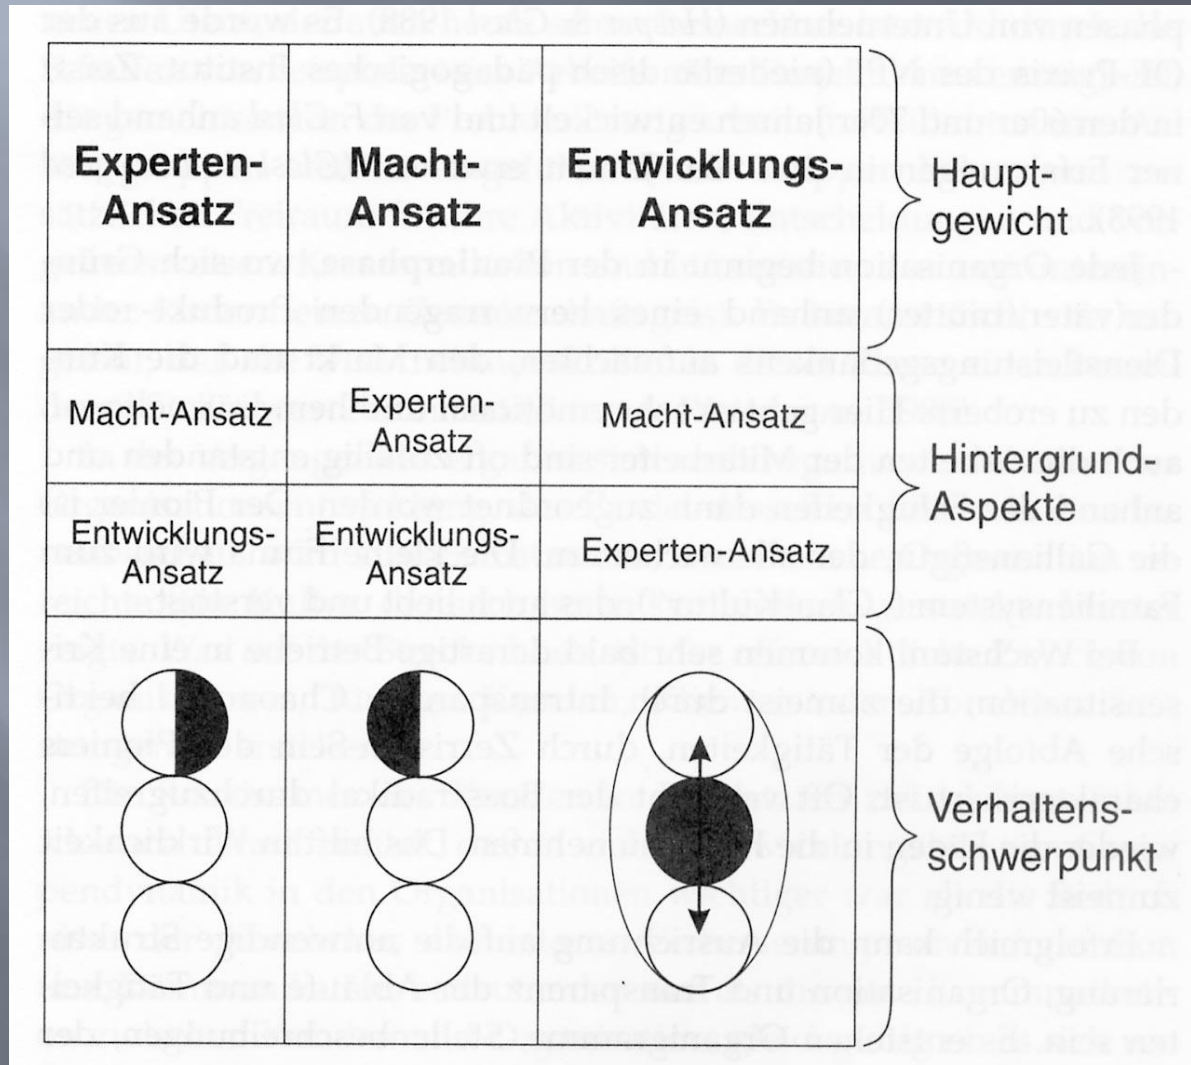 Experten-
Ansatz
Macht-
Ansatz
Entwicklungs-
Ansatz
Haupt-
gewicht
Macht-Ansatz
Experten-
Ansatz
Macht-Ansatz
Entwicklungs-
Ansatz
Entwicklungs-
Ansatz
Experten-Ansatz
Hintergrund-
Aspekte
Verhaltens-
schwerpunkt